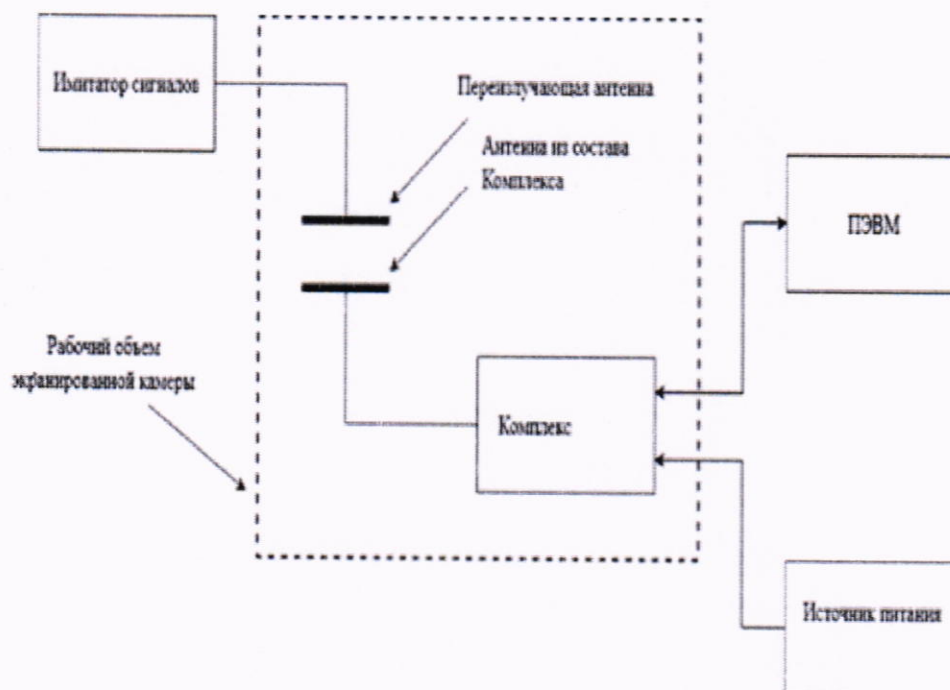 Имитатор сигналов
Переизлучающая антенна
Антенна из состава
Комплекса
ПЭВМ
Рабочий объем
экранированной камеры
Комплекс
Источник питания